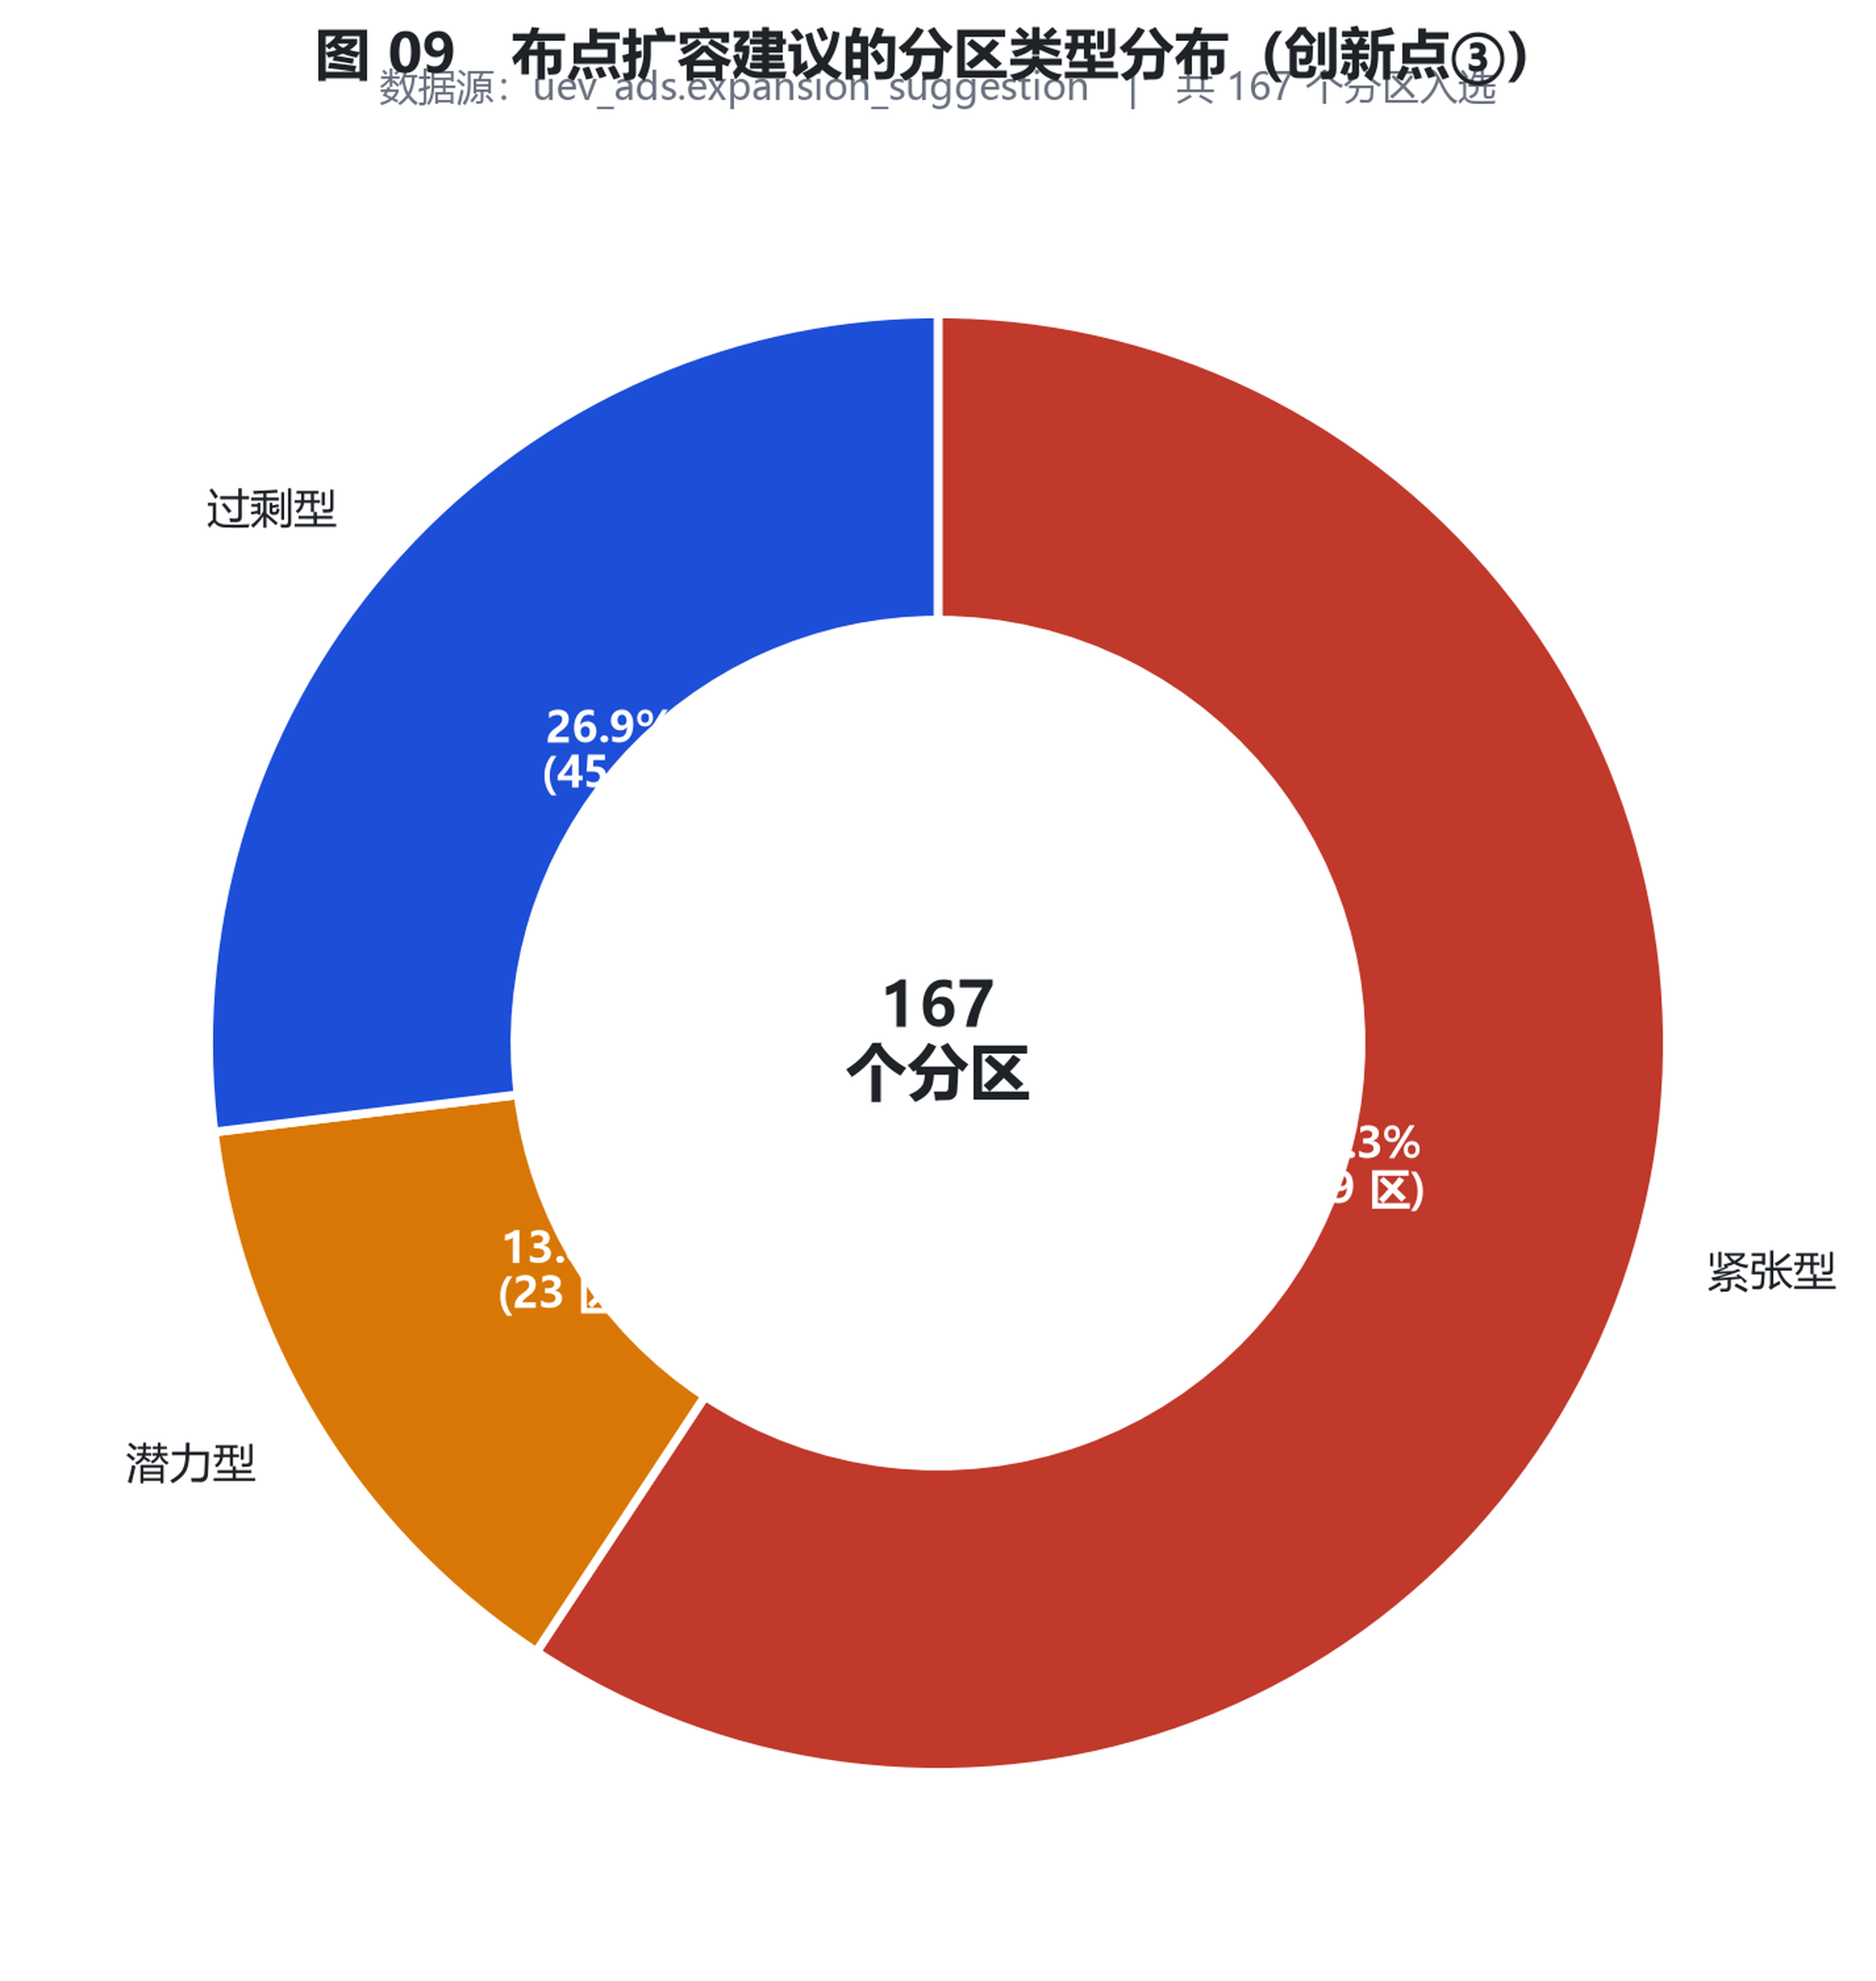 图 09 布点扩容建议的分区类型分布（创新点③）
数据源： uev_ads.expansion_suggestion | 共 167 个分区入选
过剩型
26.9%
(45
167
个分区
.3%
9 区)
13.
(23 区
紧张型
潜力型